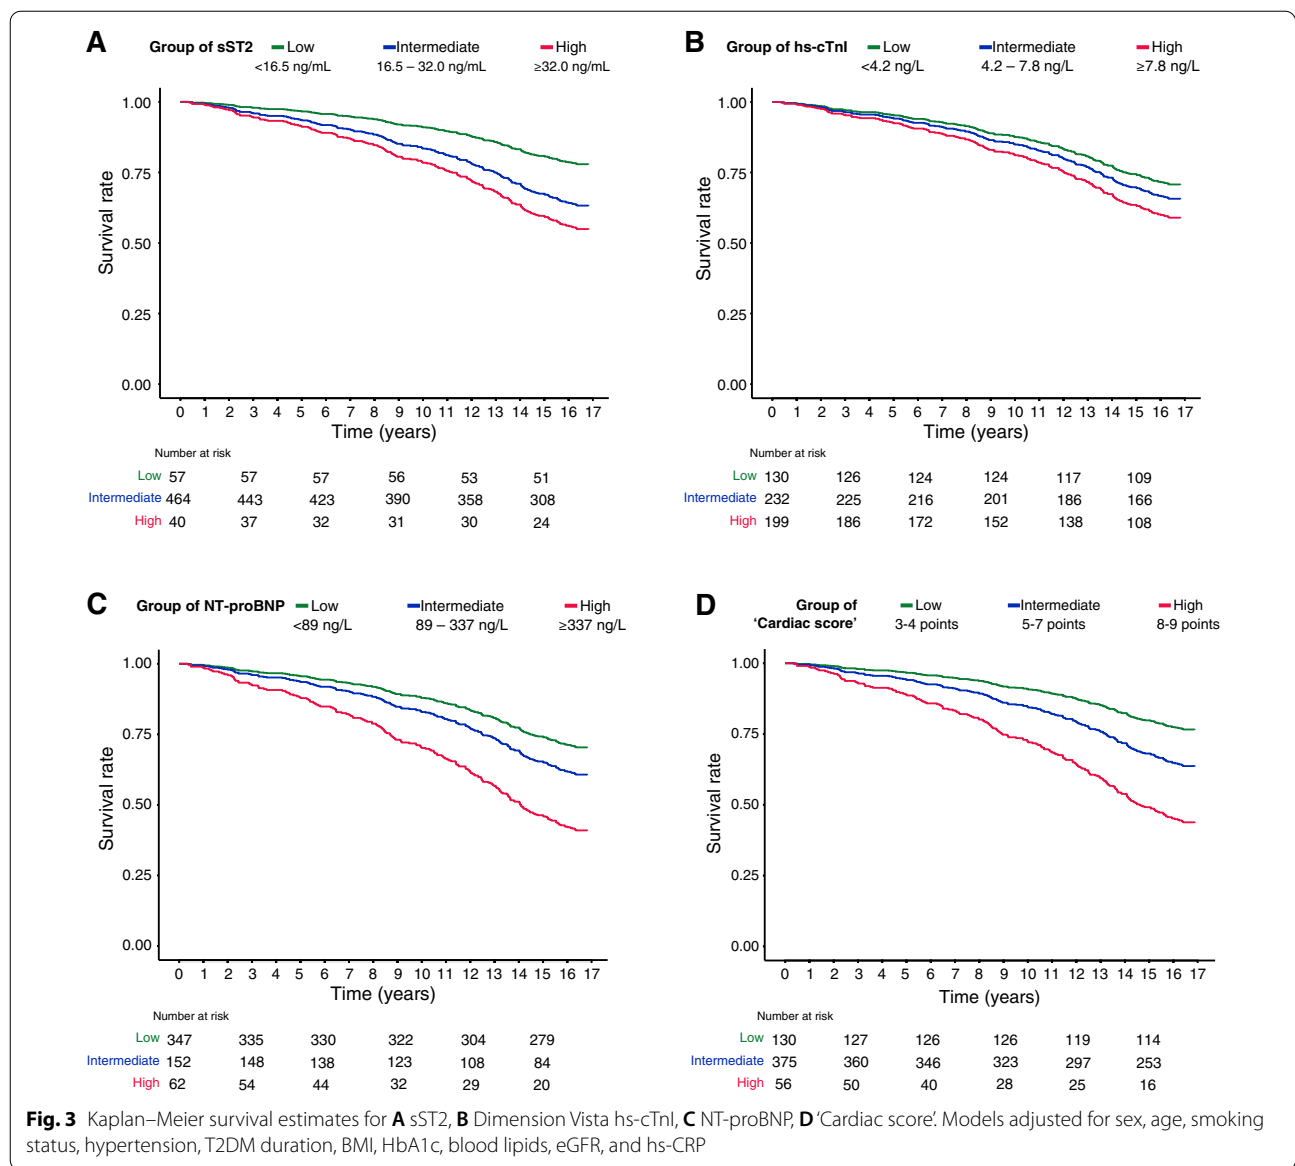 A
Group of sST2 Low Intermediate High
<16.5 ng/mL 16.5 – 32.0 ng/mL ≥32.0 ng/mL
1.00
0.75
0.50
0.25
0.00
Survival rate
0 1 2 3 4 5 6 7 8 9 10 11 12 13 14 15 16 17
Time (years)
Number at risk
Low 57 57 57 56 53 51
Intermediate 464 443 423 390 358 308
High 40 37 32 31 30 24
B
Group of hs-cTnI Low Intermediate High
<4.2 ng/L 4.2 – 7.8 ng/L ≥7.8 ng/L
1.00
0.75
0.50
0.25
0.00
Survival rate
0 1 2 3 4 5 6 7 8 9 10 11 12 13 14 15 16 17
Time (years)
Number at risk
Low 130 126 124 124 117 109
Intermediate 232 225 216 201 186 166
High 199 186 172 152 138 108
C
Group of NT-proBNP Low Intermediate High
<89 ng/L 89 – 337 ng/L ≥337 ng/L
1.00
0.75
0.50
0.25
0.00
Survival rate
0 1 2 3 4 5 6 7 8 9 10 11 12 13 14 15 16 17
Time (years)
Number at risk
Low 347 335 330 322 304 279
Intermediate 152 148 138 123 108 84
High 62 54 44 32 29 20
D
Group of Low Intermediate High
‘Cardiac score’ 3-4 points 5-7 points 8-9 points
1.00
0.75
0.50
0.25
0.00
Survival rate
0 1 2 3 4 5 6 7 8 9 10 11 12 13 14 15 16 17
Time (years)
Number at risk
Low 130 127 126 126 119 114
Intermediate 375 360 346 323 297 253
High 56 50 40 28 25 16
Fig. 3 Kaplan–Meier survival estimates for A sST2, B Dimension Vista hs-cTnI, C NT-proBNP, D ‘Cardiac score’. Models adjusted for sex, age, smoking
status, hypertension, T2DM duration, BMI, HbA1c, blood lipids, eGFR, and hs-CRP